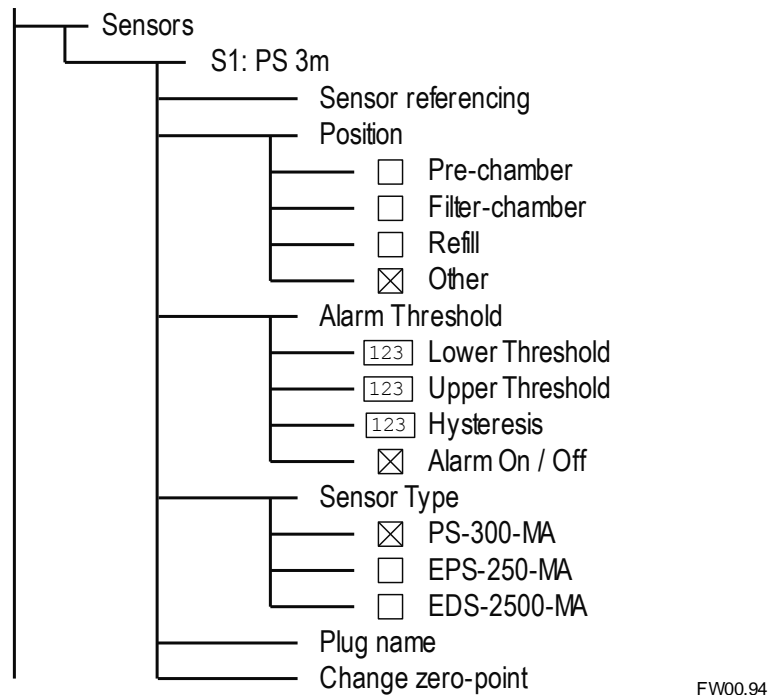 Sensors
S1: PS 3m
Sensor referencing
Position
Pre-chamber
Filter-chamber
Refill
Other
Alarm Threshold
123 Lower Threshold
123 Upper Threshold
123 Hysteresis
Alarm On / Off
Sensor Type
PS-300-MA
EPS-250-MA
EDS-2500-MA
Plug name
Change zero-point
FW00.94